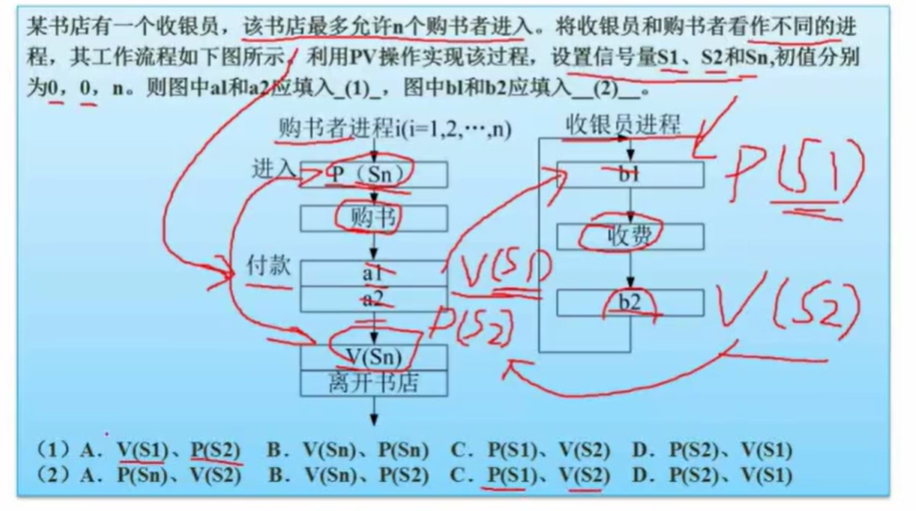 某书店有一个收银员，该书店最多允许n个购书者进入。将收银员和购书者看作不同的进
程，其工作流程如下图所示。利用PV操作实现该过程，设置信号量S1、S2和Sn,初值分别
为0，0，n。则图中a1和a2应填入_(1)_，图中b1和b2应填入__(2)__。
购书者进程i(i=1,2,…,n)
收银员进程
进入
P（Sn）
b1
P(S1)
购书
收费
付款
a1
V(S1)
a2
P(S2)
b2
V(S2)
V(Sn)
离开书店
（1）A. V(S1)、P(S2) B. V(Sn)、P(Sn) C. P(S1)、V(S2) D. P(S2)、V(S1)
（2）A. P(Sn)、V(S2) B. V(Sn)、P(S2) C. P(S1)、V(S2) D. P(S2)、V(S1)